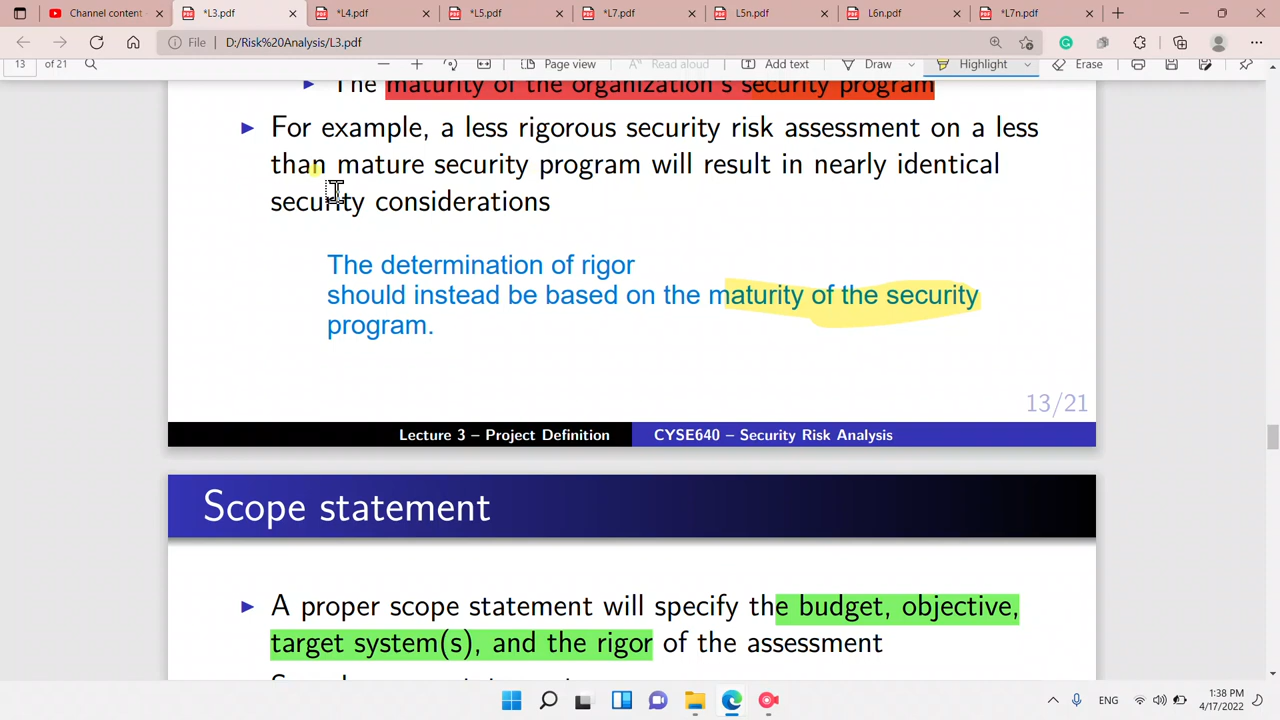 Channel content -
*L3.pdf
*L4.pdf
*L5.pdf
*L7.pdf
L5n.pdf
L6n.pdf
*L7n.pdf
File
D:/Risk%20Analysis/L3.pdf
13 of 21
Page view
Read aloud
Add text
Draw
Highlight
Erase
The maturity of the organization's security program
For example, a less rigorous security risk assessment on a less
than mature security program will result in nearly identical
security considerations
The determination of rigor
should instead be based on the maturity of the security
program.
13/21
Lecture 3 – Project Definition
CYSE640 – Security Risk Analysis
Scope statement
A proper scope statement will specify the budget, objective,
target system(s), and the rigor of the assessment
ENG
1:38 PM
4/17/2022